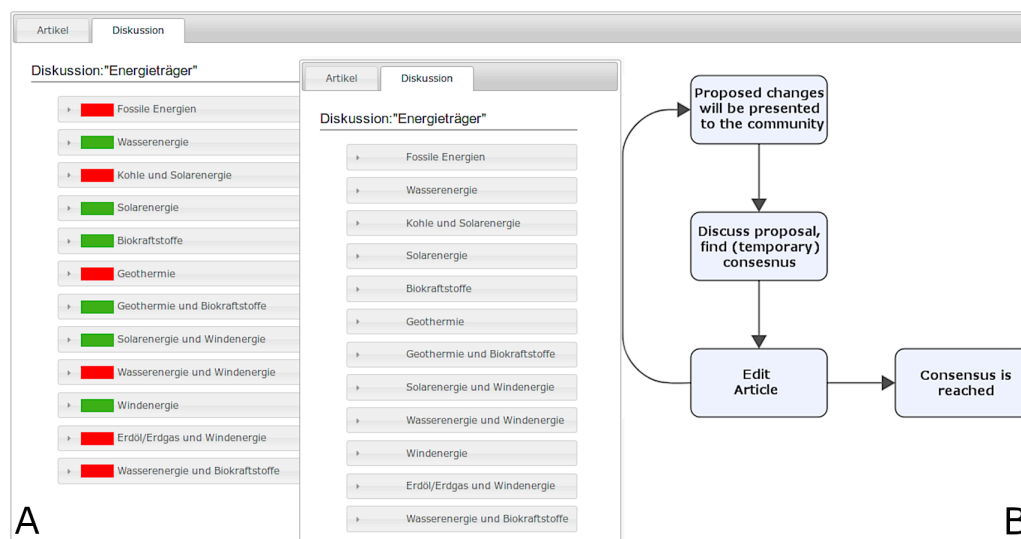 Artikel
Diskussion
Diskussion:"Energieträger"
Fossile Energien
Wasserenergie
Kohle und Solarenergie
Solarenergie
Biokraftstoffe
Geothermie
Geothermie und Biokraftstoffe
Solarenergie und Windenergie
Wasserenergie und Windenergie
Windenergie
Erdöl/Erdgas und Windenergie
Wasserenergie und Biokraftstoffe
A
Artikel
Diskussion
Diskussion:"Energieträger"
Fossile Energien
Wasserenergie
Kohle und Solarenergie
Solarenergie
Biokraftstoffe
Geothermie
Geothermie und Biokraftstoffe
Solarenergie und Windenergie
Wasserenergie und Windenergie
Windenergie
Erdöl/Erdgas und Windenergie
Wasserenergie und Biokraftstoffe
Proposed changes
will be presented
to the community
Discuss proposal,
find (temporary)
consesnus
Edit
Article
Consensus is
reached
B